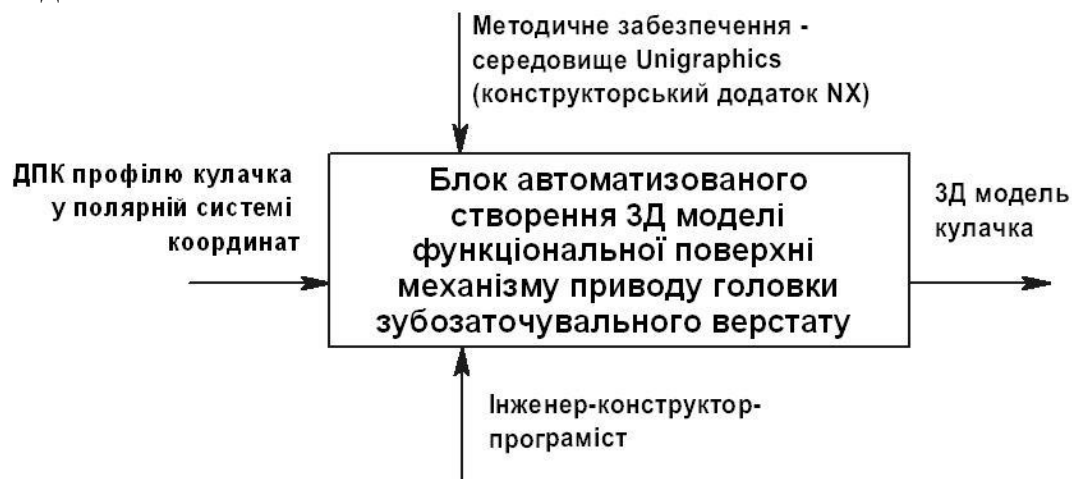 Методичне забезпечення -
середовище Unigraphics
(конструкторський додаток NX)
ДПК профілю кулачка
у полярній системі
координат
Блок автоматизованого
створення 3Д моделі
функціональної поверхні
механізму приводу головки
зубозаточувального верстату
3Д модель
кулачка
Інженер-конструктор-
програміст